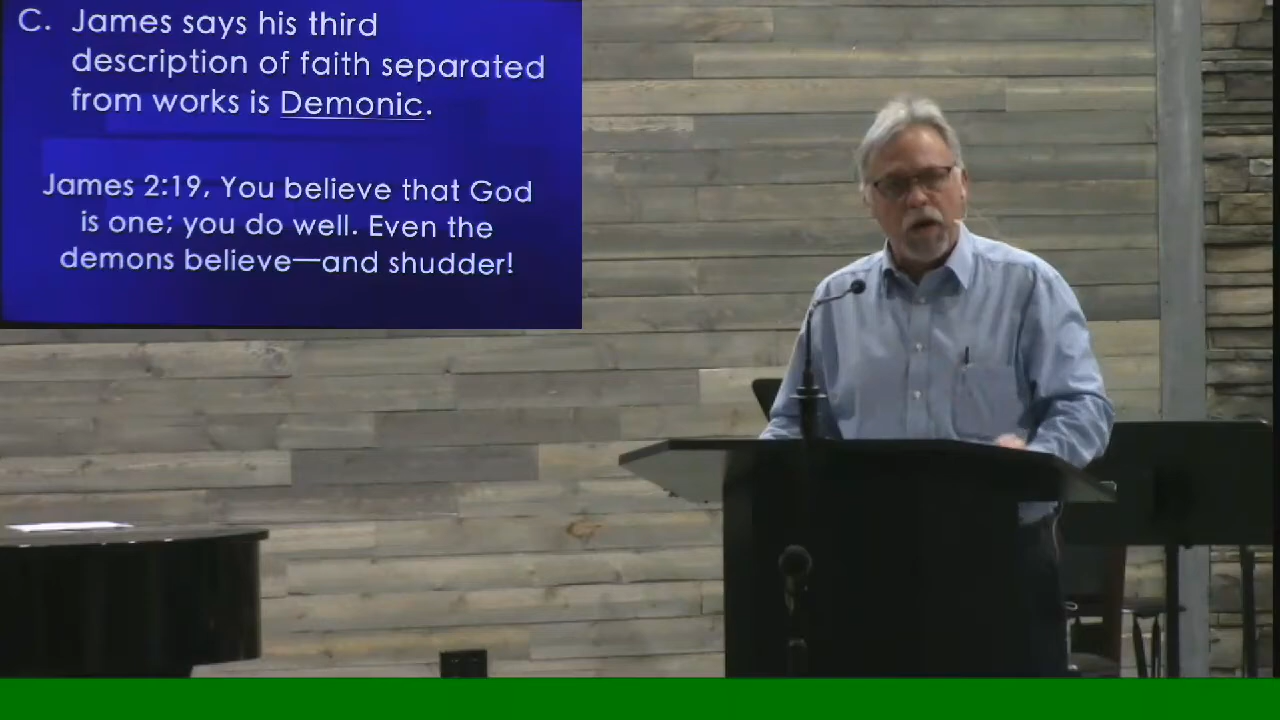 C. James says his third
description of faith separated
from works is Demonic.
James 2:19, You believe that God
is one; you do well. Even the
demons believe—and shudder!